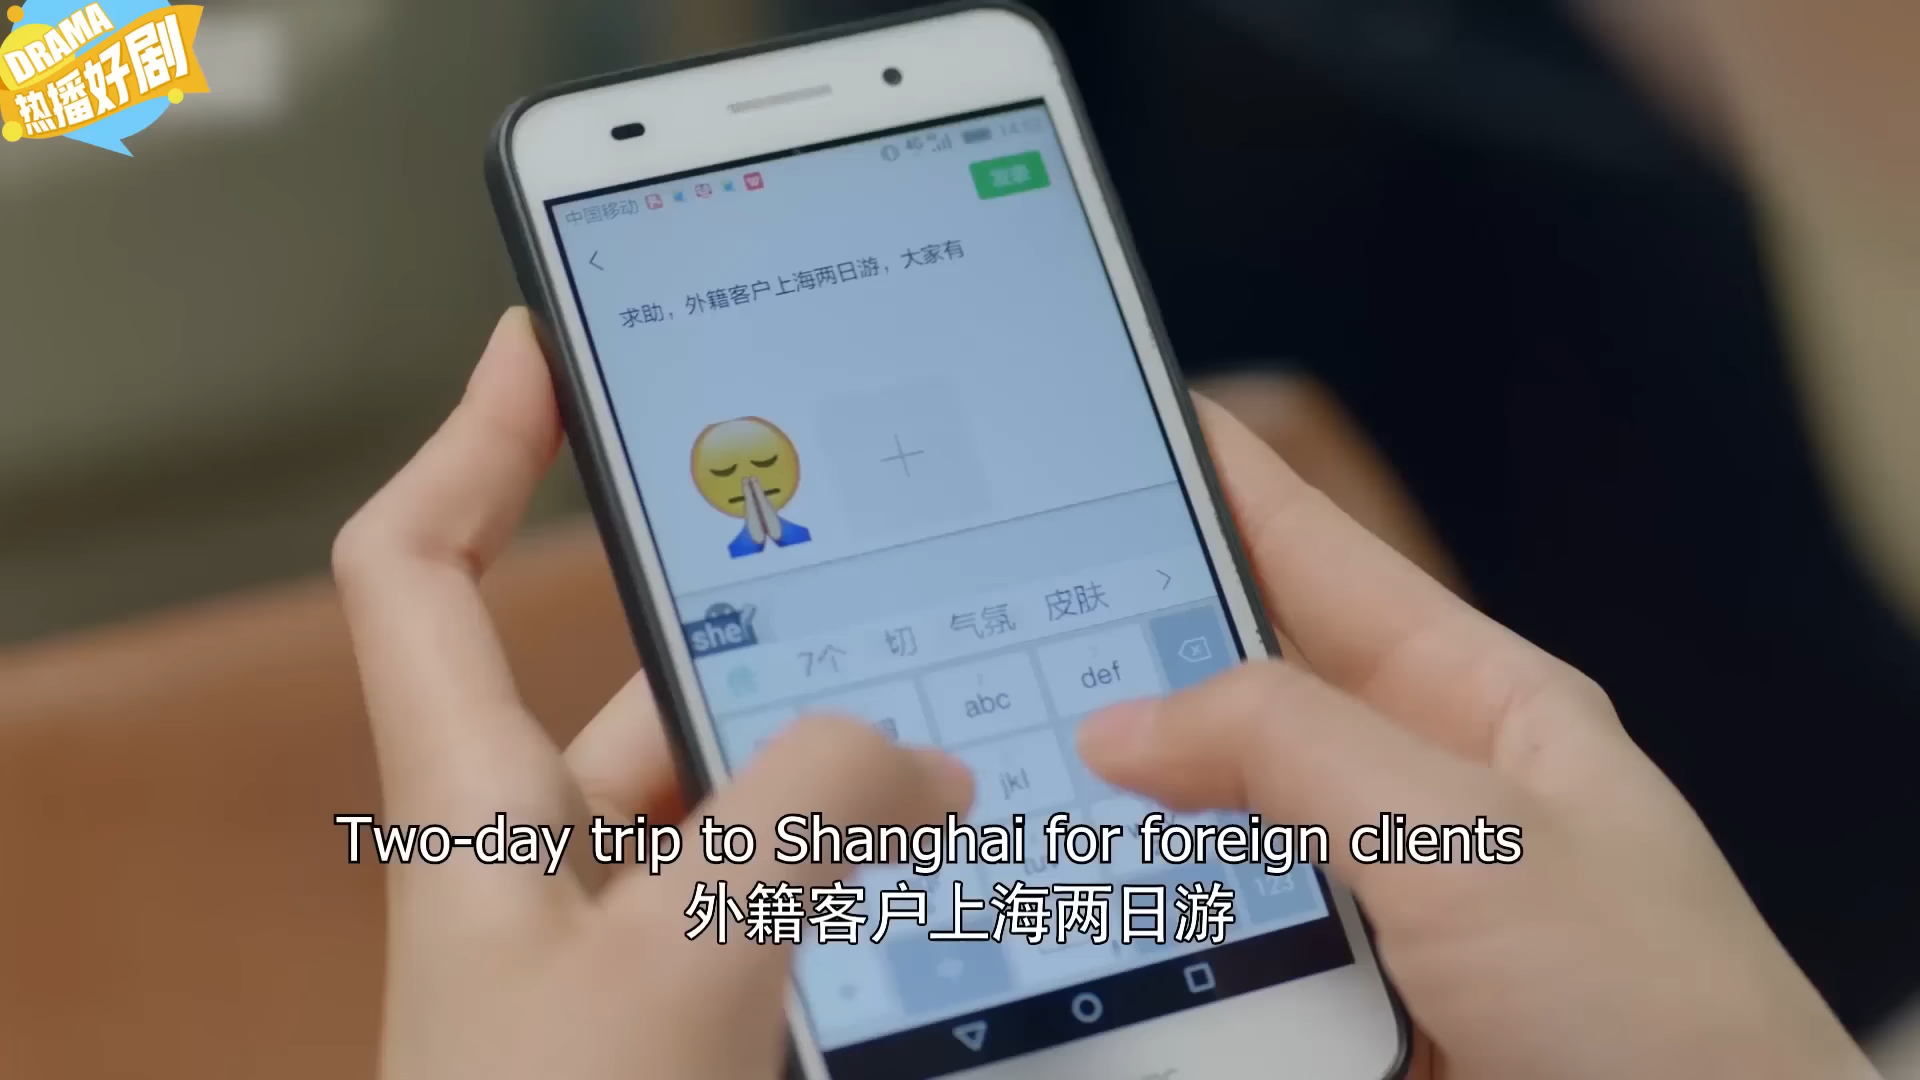 DRAMA
热播好剧
中国移动
4G
求助，外籍客户上海两日游，大家有
she
7个 切 气氛 皮肤
abc def
jkl
Two-day trip to Shanghai for foreign clients
123
外籍客户上海两日游